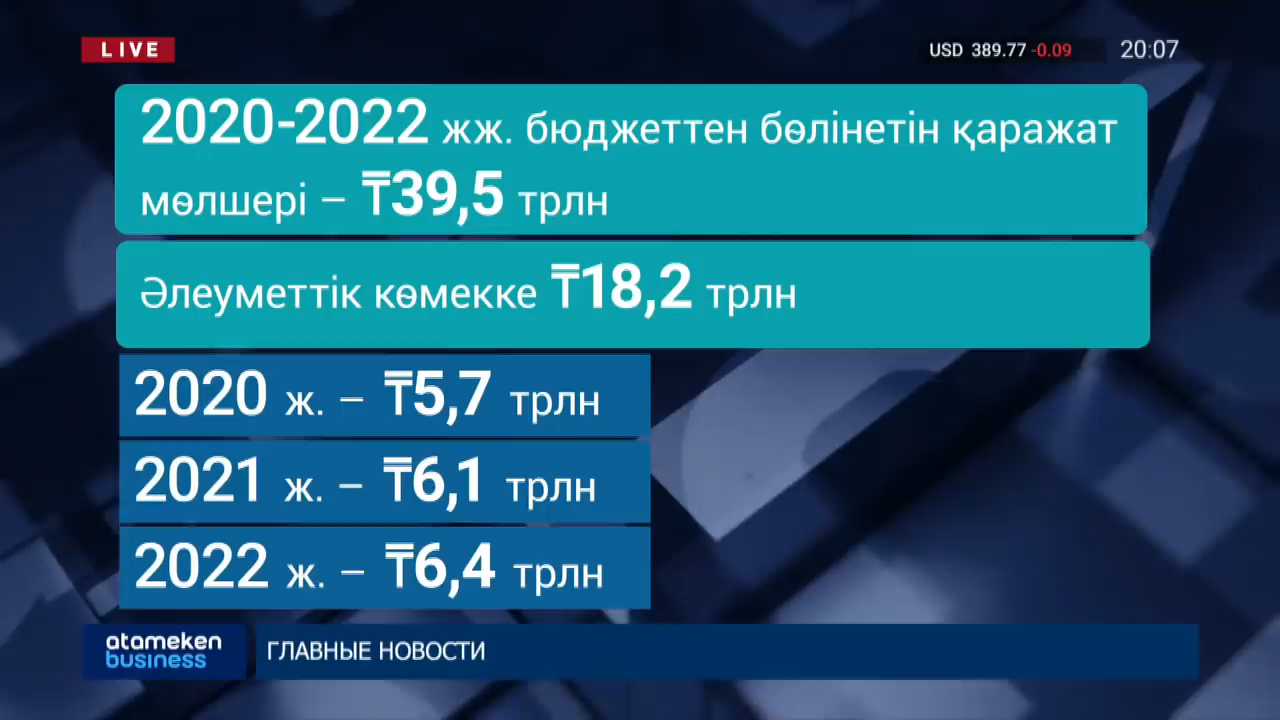 LIVE
USD 389.77 -0.09
20:07
2020-2022 жж. бюджеттен бөлінетін қаражат
мөлшері – ₸39,5 трлн
Әлеуметтік көмекке ₸18,2 трлн
2020 ж. – ₸5,7 трлн
2021 ж. – ₸6,1 трлн
2022 ж. – ₸6,4 трлн
atameken
business
ГЛАВНЫЕ НОВОСТИ